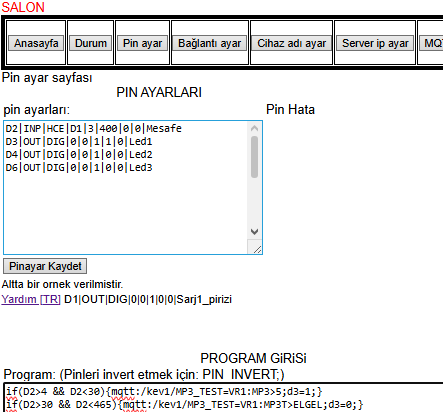 SALON
Anasayfa Durum Pin ayar Bağlantı ayar Cihaz adı ayar Server ip ayar MQ
Pin ayar sayfası
PIN AYARLARI
pin ayarları: Pin Hata
D2|INP|HCE|D1|3|400|0|0|Mesafe
D3|OUT|DIG|0|0|1|1|0|Led1
D4|OUT|DIG|0|0|1|0|0|Led2
D6|OUT|DIG|0|0|1|0|0|Led3
Pinayar Kaydet
Altta bir ornek verilmistir.
Yardım [TR] D1|OUT|DIG|0|0|1|0|0|Sarj1_pirizi
PROGRAM GiRiSi
Program: (Pinleri invert etmek için: PIN_INVERT;)
if(D2>4 && D2<30){mqtt:/kev1/MP3_TEST=VR1:MP3>5;d3=1;}
if(D2>30 && D2<465){mqtt:/kev1/MP3_TEST=VR1:MP3T>ELGEL;d3=0;}